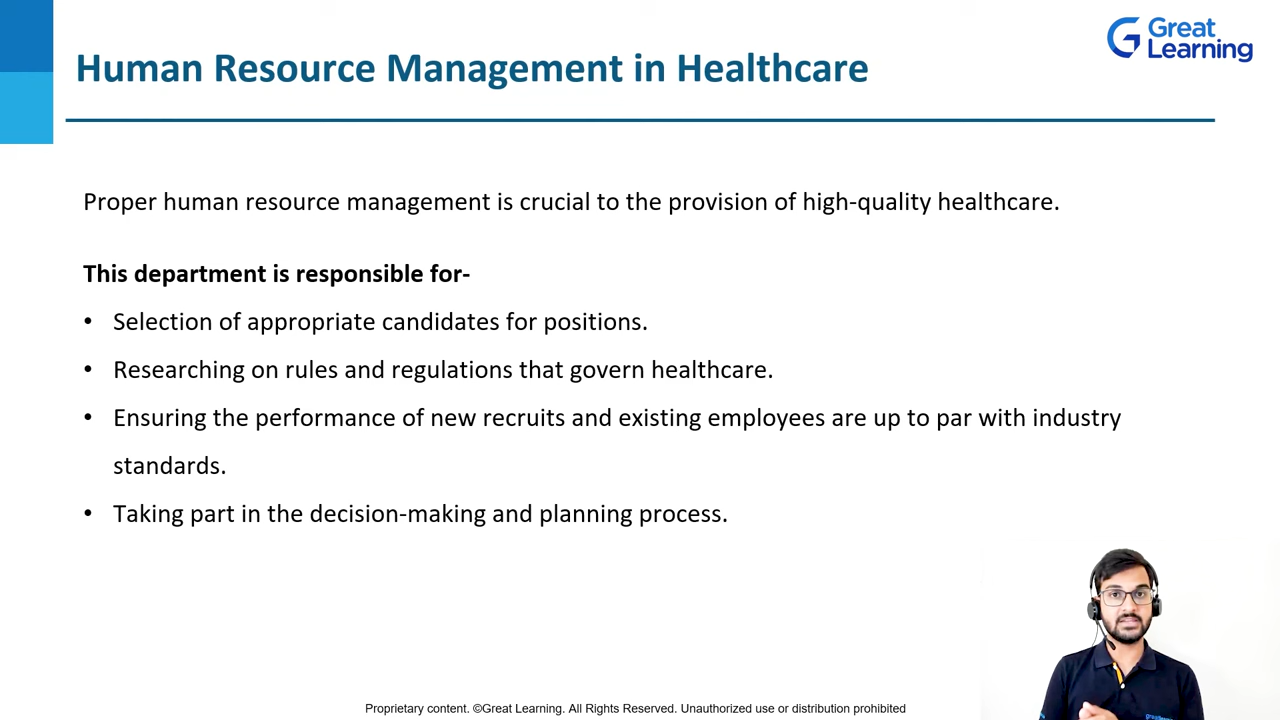 Great
Learning
Human Resource Management in Healthcare
Proper human resource management is crucial to the provision of high-quality healthcare.
This department is responsible for-
• Selection of appropriate candidates for positions.
• Researching on rules and regulations that govern healthcare.
• Ensuring the performance of new recruits and existing employees are up to par with industry
standards.
• Taking part in the decision-making and planning process.
Proprietary content. ©Great Learning. All Rights Reserved. Unauthorized use or distribution prohibited